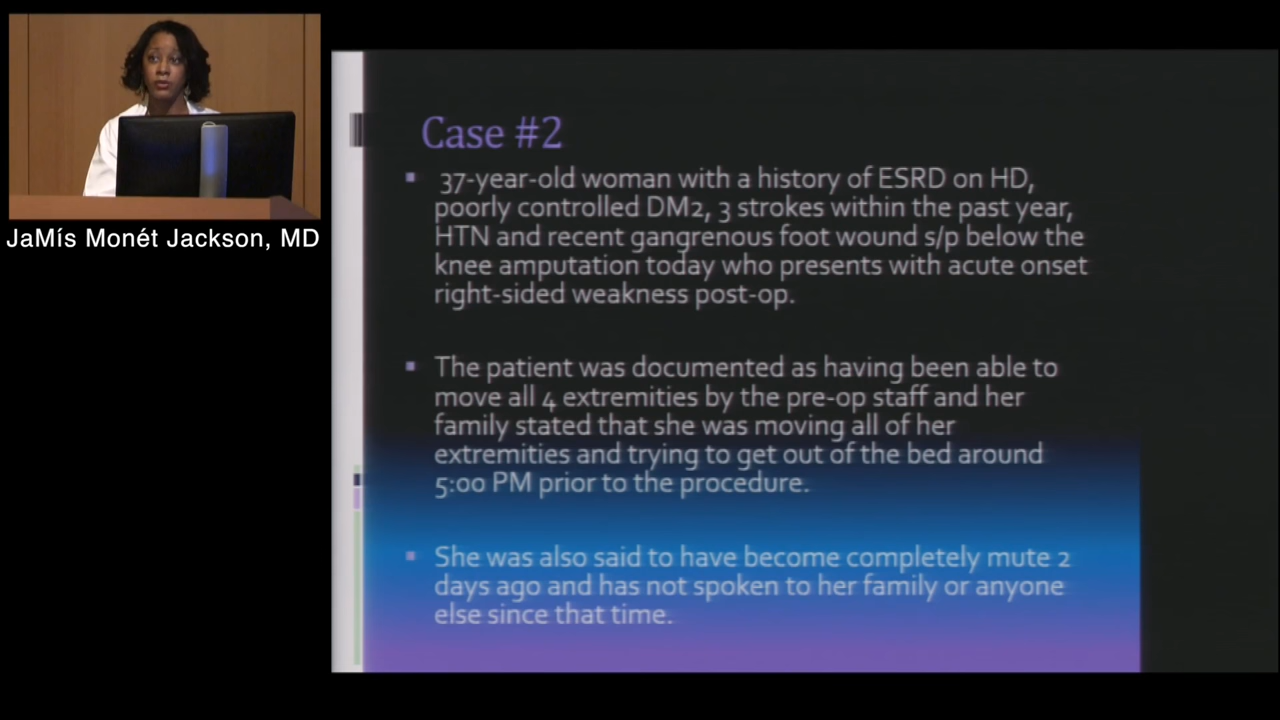 JaMís Monét Jackson, MD
Case #2
37-year-old woman with a history of ESRD on HD,
poorly controlled DM2, 3 strokes within the past year,
HTN and recent gangrenous foot wound s/p below the
knee amputation today who presents with acute onset
right-sided weakness post-op.
The patient was documented as having been able to
move all 4 extremities by the pre-op staff and her
family stated that she was moving all of her
extremities and trying to get out of the bed around
5:00 PM prior to the procedure.
She was also said to have become completely mute 2
days ago and has not spoken to her family or anyone
else since that time.